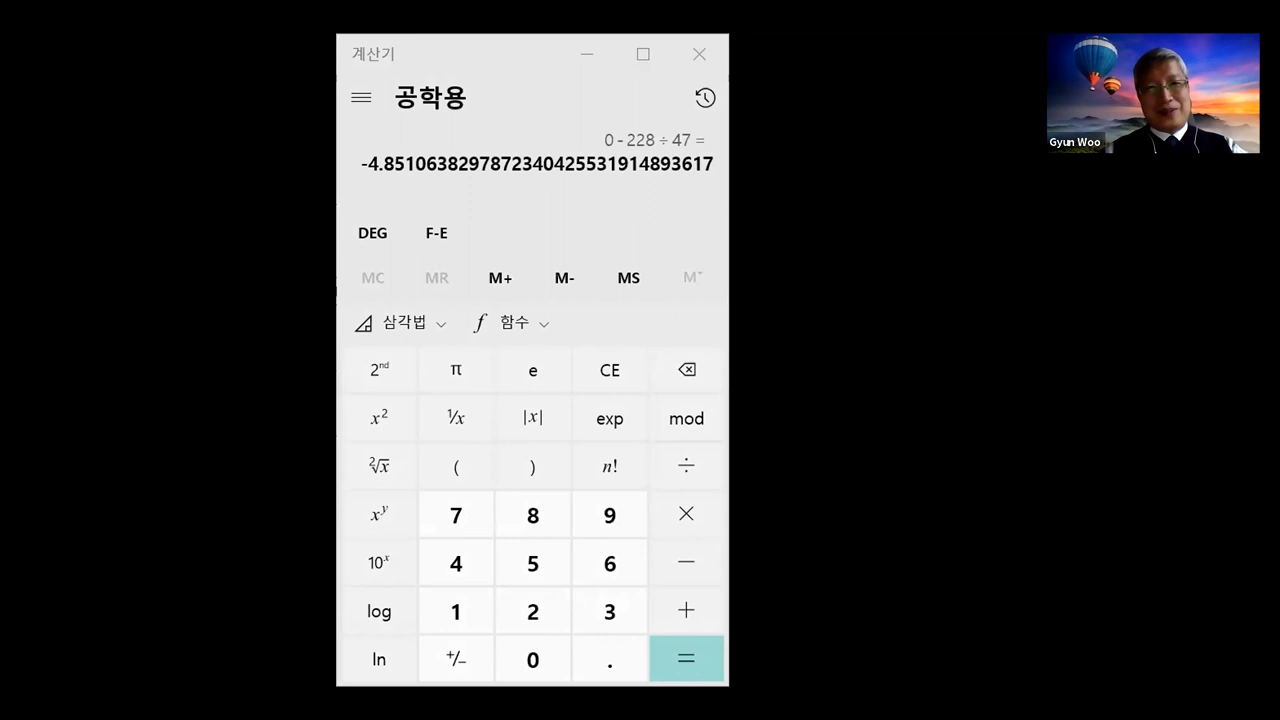 계산기
공학용
0 - 228 ÷ 47 =
-4.8510638297872340425531914893617
DEG F-E
MC MR M+ M- MS M˅
삼각법 f 함수
2nd π e CE
x2 1/x |x| exp mod
2√x ( ) n! ÷
xy 7 8 9 ×
10x 4 5 6 −
log 1 2 3 +
ln +/− 0 . =
Gyun Woo